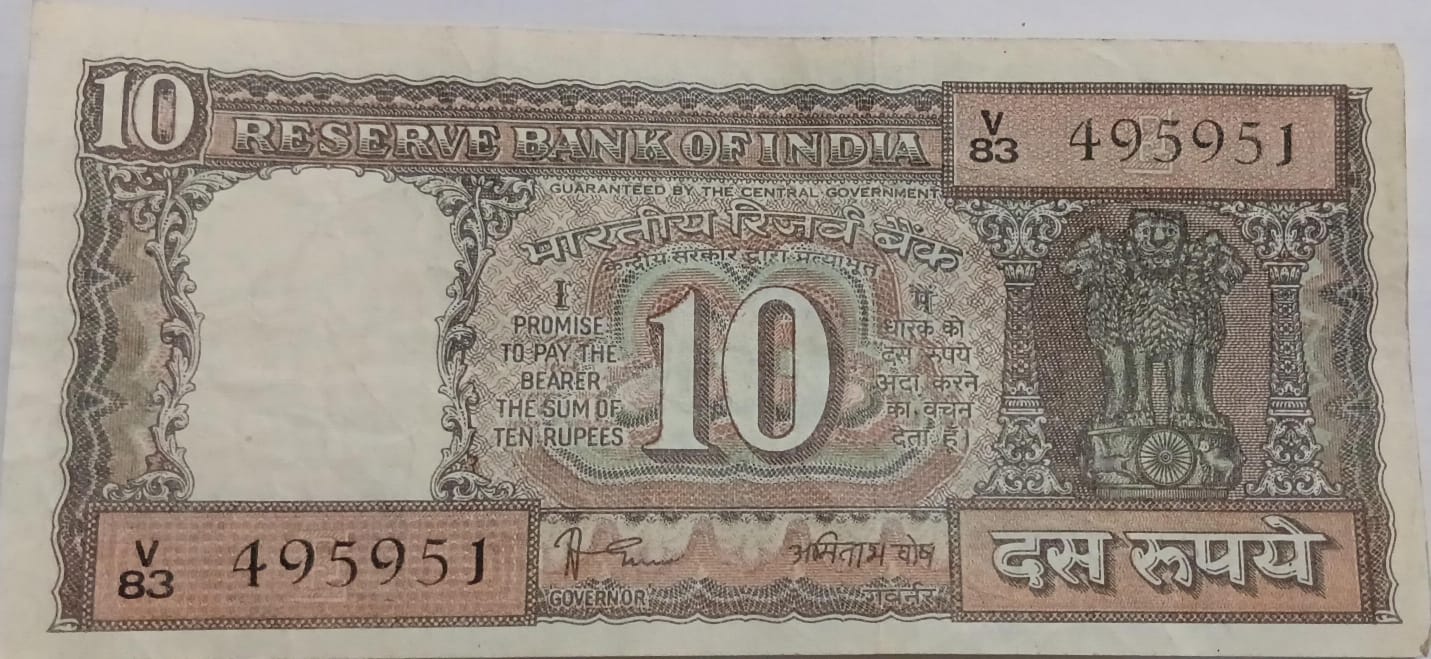 10
RESERVE BANK OF INDIA
V
83 495951
GUARANTEED BY THE CENTRAL GOVERNMENT
भारतीय रिजर्व बैंक
केन्द्रीय सरकार द्वारा प्रत्याभूत
I
PROMISE
TO PAY THE
BEARER
THE SUM OF
TEN RUPEES
10
मैं
धारक को
दस रुपये
अदा करने
का वचन
देता हूं।
V
83 495951
अमिताभ घोष
GOVERNOR
गवर्नर
दस रुपये